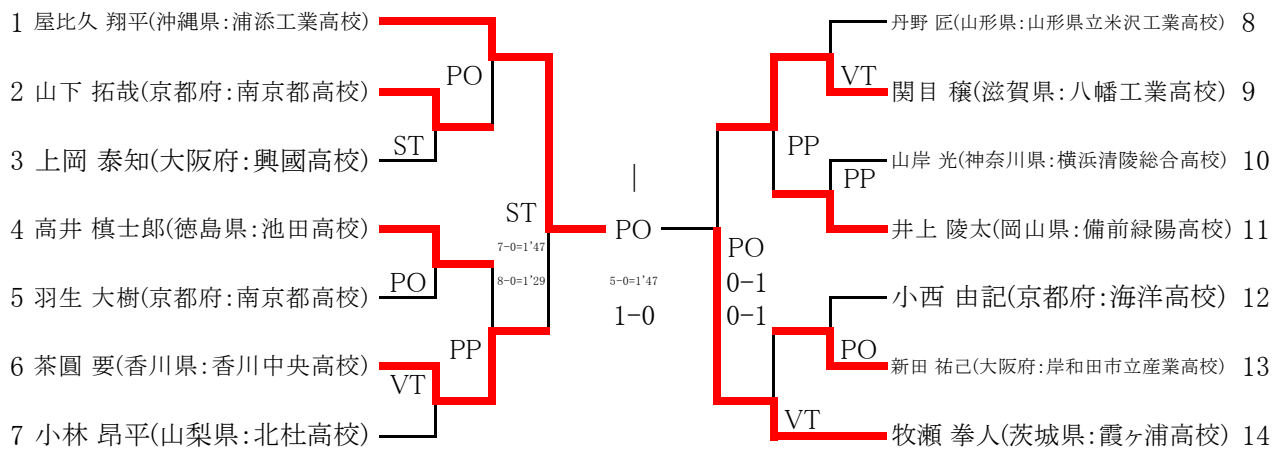 1 屋比久 翔平(沖縄県:浦添工業高校)
PO
2 山下 拓哉(京都府:南京都高校)
ST
3 上岡 泰知(大阪府:興國高校)
ST
7-0=1'47
8-0=1'29
4 高井 槙士郎(徳島県:池田高校)
PO
5 羽生 大樹(京都府:南京都高校)
PP
6 茶圓 要(香川県:香川中央高校)
VT
7 小林 昂平(山梨県:北杜高校)
|
PO
5-0=1'47
1-0
丹野 匠(山形県:山形県立米沢工業高校) 8
VT
関目 穣(滋賀県:八幡工業高校) 9
PP
山岸 光(神奈川県:横浜清陵総合高校) 10
PP
井上 陵太(岡山県:備前緑陽高校) 11
PO
0-1
0-1
小西 由記(京都府:海洋高校) 12
PO
新田 祐己(大阪府:岸和田市立産業高校) 13
VT
牧瀬 拳人(茨城県:霞ヶ浦高校) 14